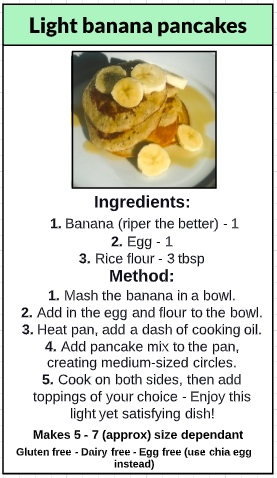 Light banana pancakes
Ingredients:
1. Banana (riper the better) - 1
2. Egg - 1
3. Rice flour - 3 tbsp
Method:
1. Mash the banana in a bowl.
2. Add in the egg and flour to the bowl.
3. Heat pan, add a dash of cooking oil.
4. Add pancake mix to the pan,
creating medium-sized circles.
5. Cook on both sides, then add
toppings of your choice - Enjoy this
light yet satisfying dish!
Makes 5 - 7 (approx) size dependant
Gluten free - Dairy free - Egg free (use chia egg
instead)